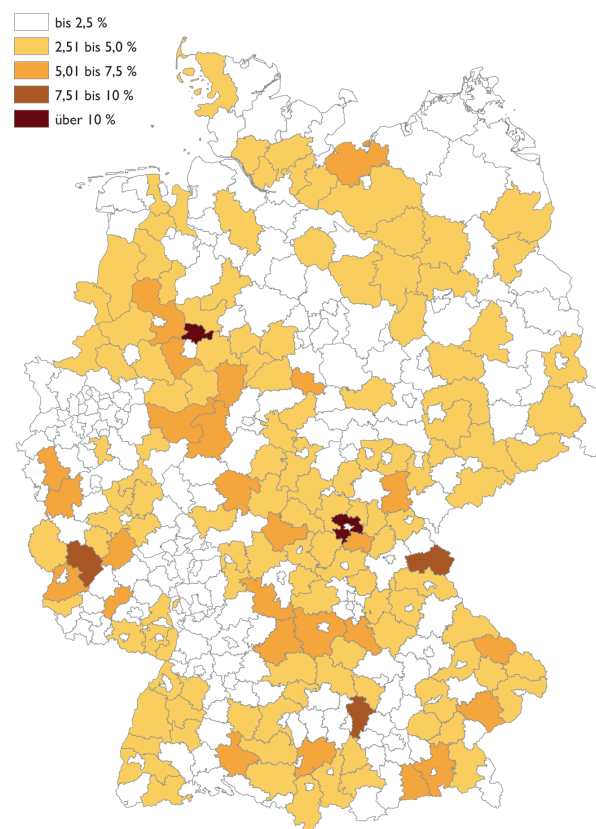 bis 2,5 %
2,51 bis 5,0 %
5,01 bis 7,5 %
7,51 bis 10 %
über 10 %